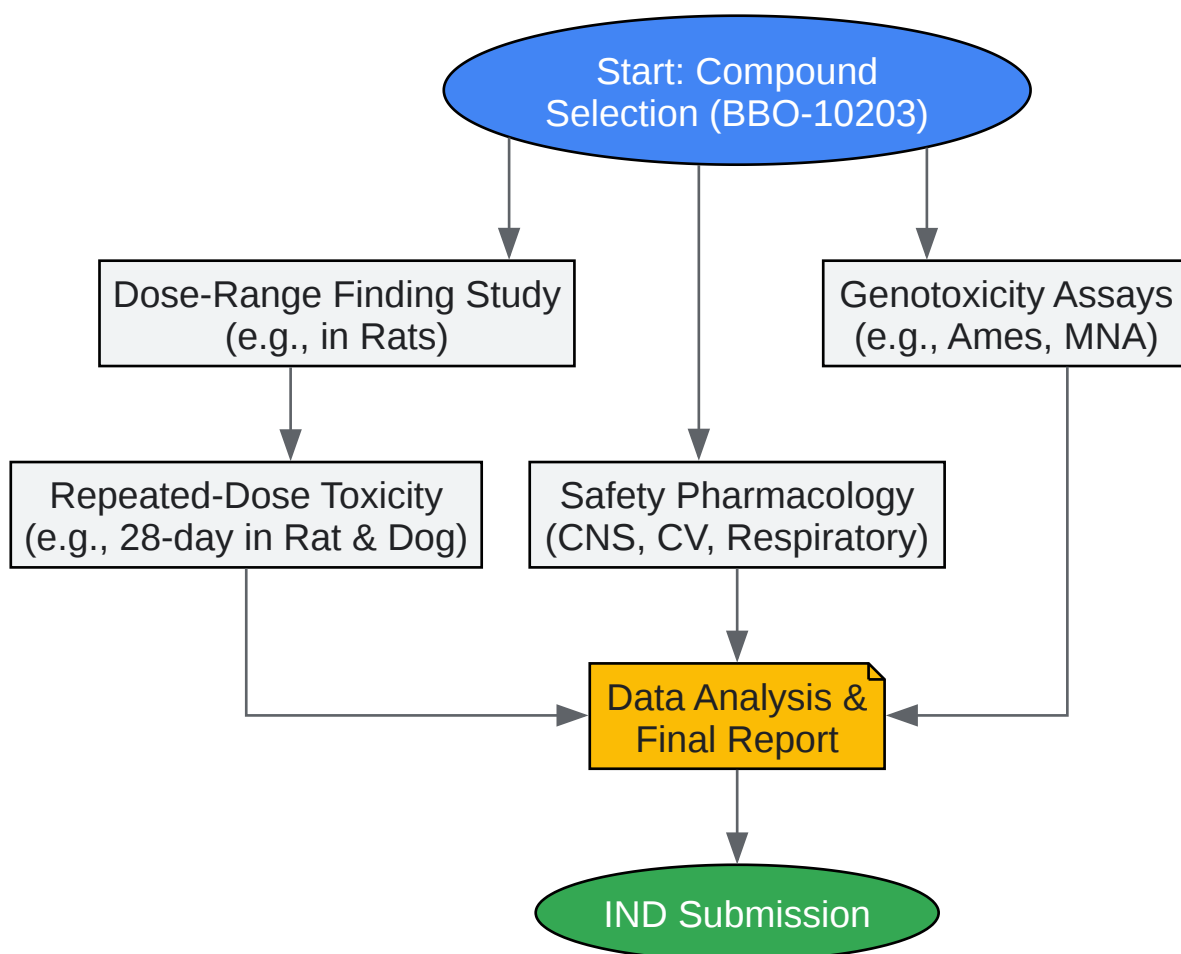 Start: Compound
Selection (BBO-10203)
Dose-Range Finding Study
(e.g., in Rats)
Genotoxicity Assays
(e.g., Ames, MNA)
Repeated-Dose Toxicity
(e.g., 28-day in Rat & Dog)
Safety Pharmacology
(CNS, CV, Respiratory)
Data Analysis &
Final Report
IND Submission